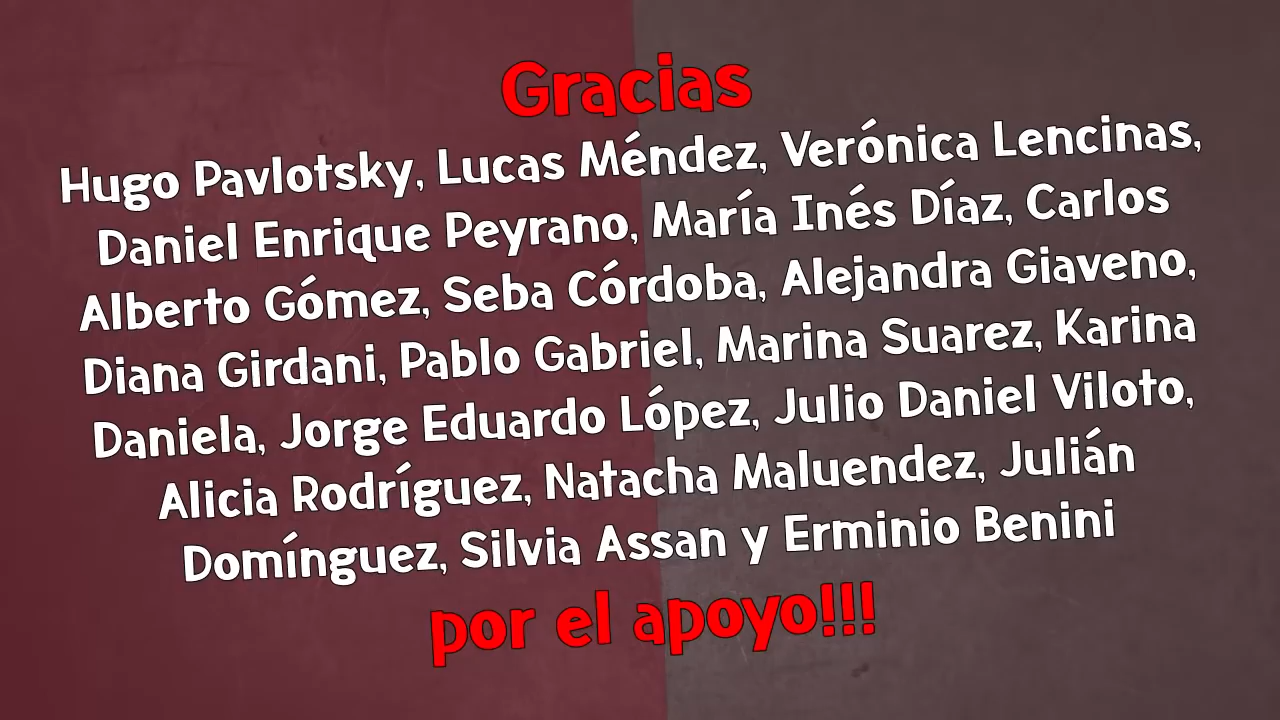 Gracias
Hugo Pavlotsky, Lucas Méndez, Verónica Lencinas,
Daniel Enrique Peyrano, María Inés Díaz, Carlos
Alberto Gómez, Seba Córdoba, Alejandra Giaveno,
Diana Girdani, Pablo Gabriel, Marina Suarez, Karina
Daniela, Jorge Eduardo López, Julio Daniel Viloto,
Alicia Rodríguez, Natacha Maluendez, Julián
Domínguez, Silvia Assan y Erminio Benini
por el apoyo!!!